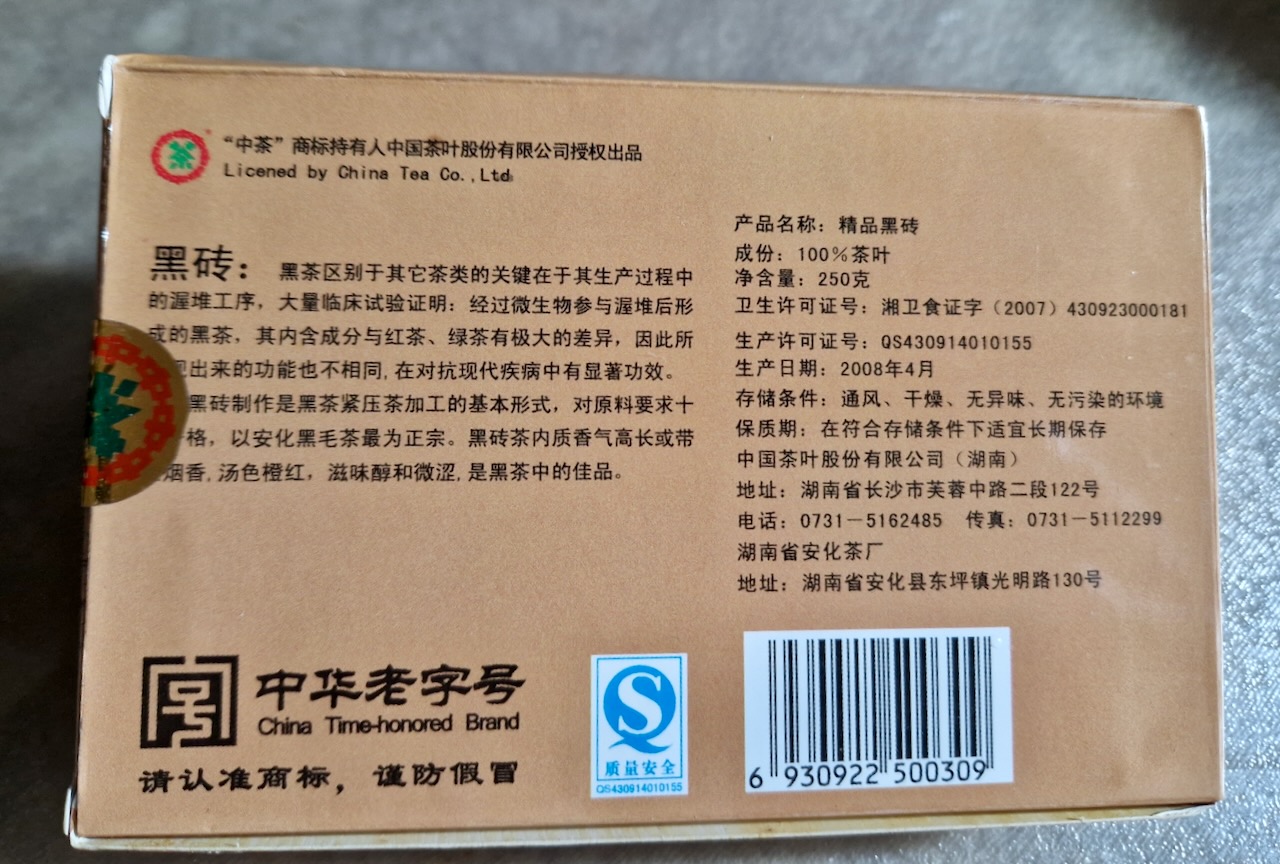 茶
“中茶”商标持有人中国茶叶股份有限公司授权出品
Licened by China Tea Co.,Ltd.
黑砖：黑茶区别于其它茶类的关键在于其生产过程中
的渥堆工序，大量临床试验证明：经过微生物参与渥堆后形
成的黑茶，其内含成分与红茶、绿茶有极大的差异，因此所
出来的功能也不相同,在对抗现代疾病中有显著功效。
黑砖制作是黑茶紧压茶加工的基本形式，对原料要求十
格，以安化黑毛茶最为正宗。黑砖茶内质香气高长或带
烟香,汤色橙红，滋味醇和微涩,是黑茶中的佳品。
产品名称：精品黑砖
成份：100%茶叶
净含量：250克
卫生许可证号：湘卫食证字（2007）430923000181
生产许可证号：QS430914010155
生产日期：2008年4月
存储条件：通风、干燥、无异味、无污染的环境
保质期：在符合存储条件下适宜长期保存
中国茶叶股份有限公司（湖南）
地址：湖南省长沙市芙蓉中路二段122号
电话：0731－5162485 传真：0731－5112299
湖南省安化茶厂
地址：湖南省安化县东坪镇光明路130号
中华老字号
China Time-honored Brand
请认准商标，谨防假冒
质量安全
QS430914010155
6 930922 500309